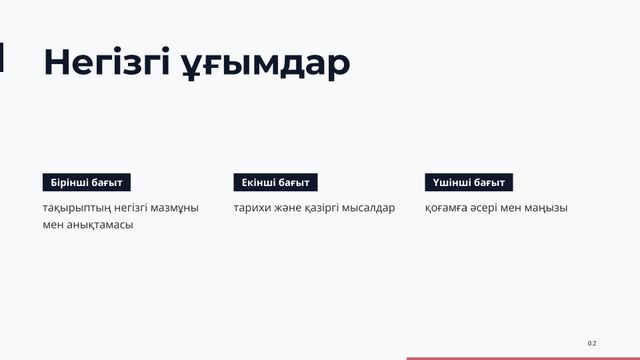 Негізгі ұғымдар
Бірінші бағыт
тақырыптың негізгі мазмұны
мен анықтамасы
Екінші бағыт
тарихи және қазіргі мысалдар
Үшінші бағыт
қоғамға әсері мен маңызы
02